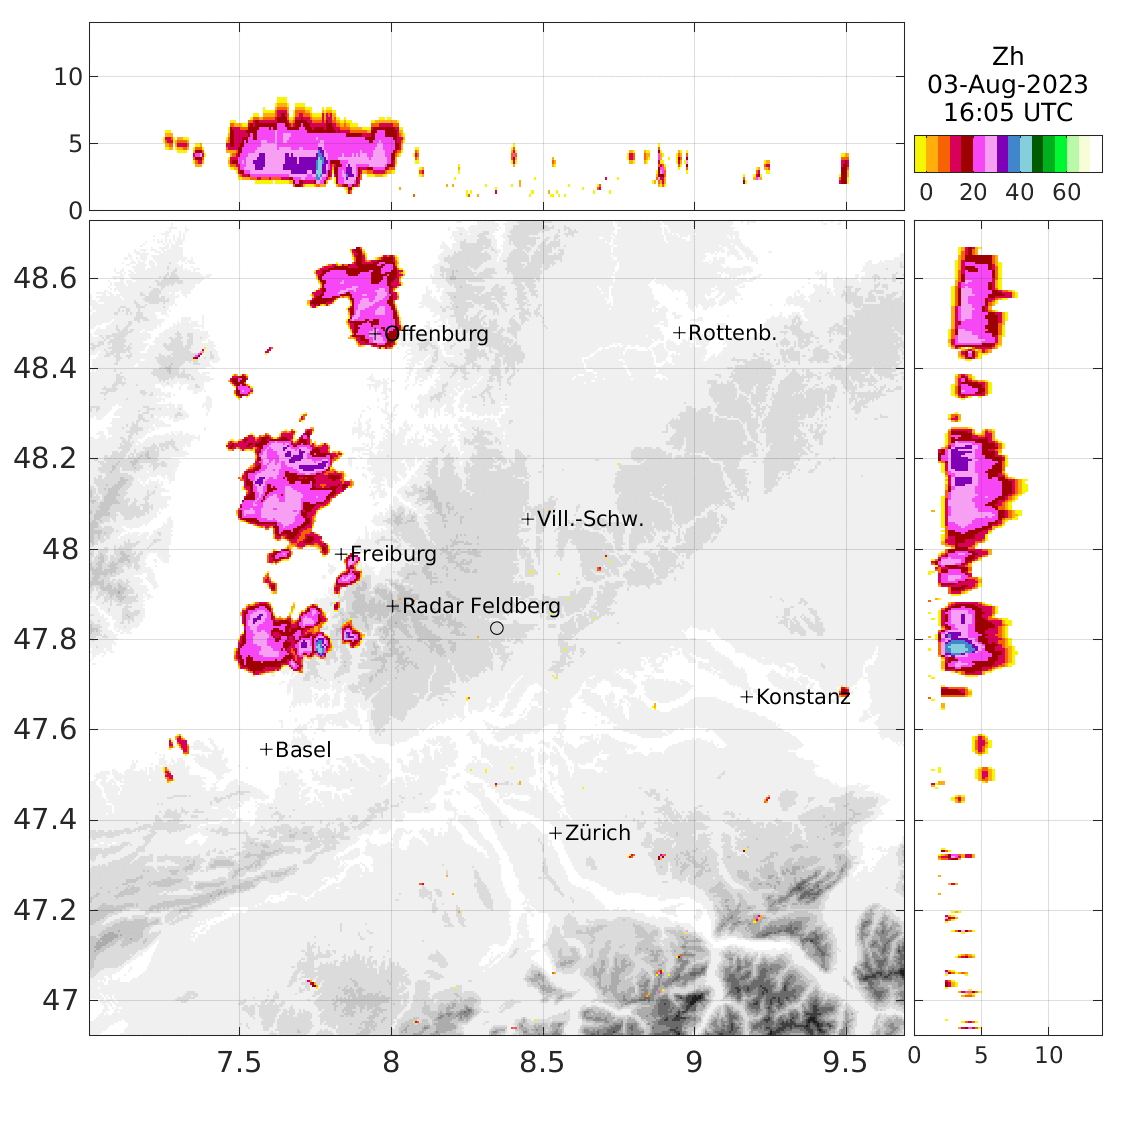 10
5
0
Zh
03-Aug-2023
16:05 UTC
0 20 40 60
48.6
48.4
48.2
48
47.8
47.6
47.4
47.2
47
Offenburg
Rottenb.
Vill.-Schw.
Freiburg
Radar Feldberg
Konstanz
Basel
Zürich
7.5 8 8.5 9 9.5
0 5 10